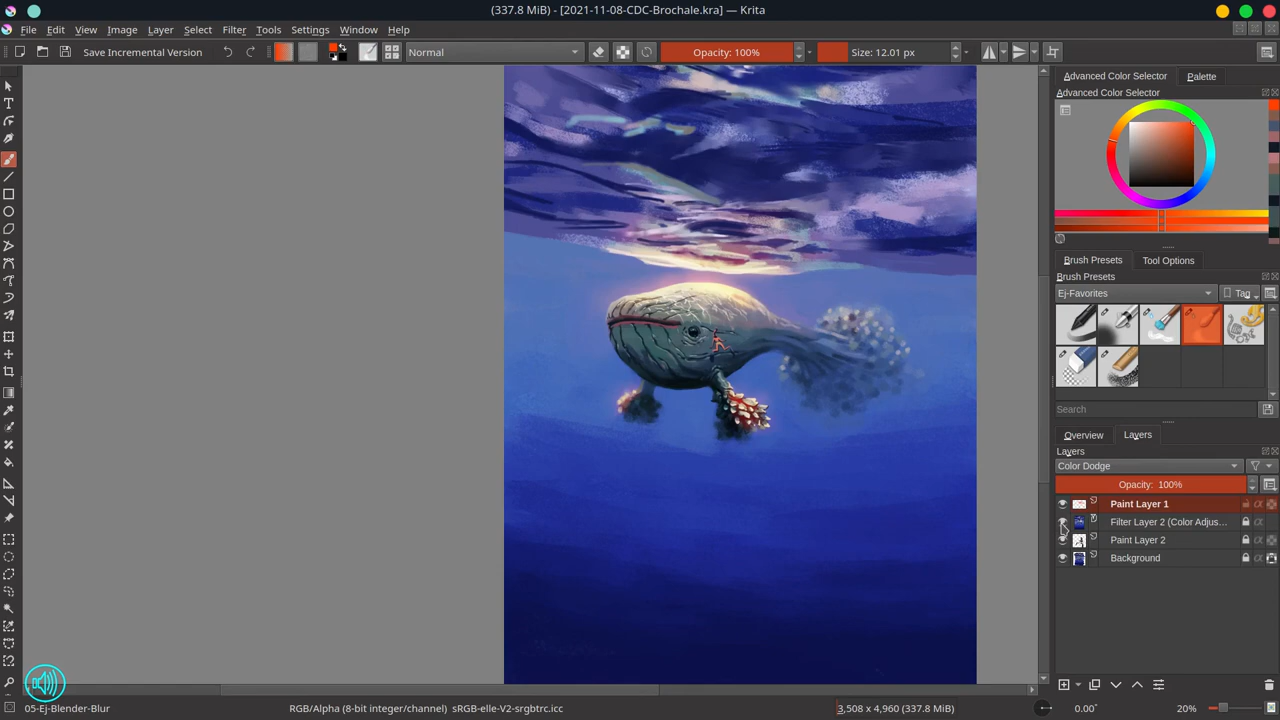 (337.8 MiB) - [2021-11-08-CDC-Brochale.kra] — Krita
File Edit View Image Layer Select Filter Tools Settings Window Help
Save Incremental Version Normal Opacity: 100% Size: 12.01 px
Advanced Color Selector Palette
Advanced Color Selector
Brush Presets Tool Options
Brush Presets
Ej-Favorites Tag
Search
Overview Layers
Layers
Color Dodge
Opacity: 100%
Paint Layer 1
Filter Layer 2 (Color Adjus...
Paint Layer 2
Background
05-Ej-Blender-Blur RGB/Alpha (8-bit integer/channel) sRGB-elle-V2-srgbtrc.icc 3,508 x 4,960 (337.8 MiB) 0.00° 20%